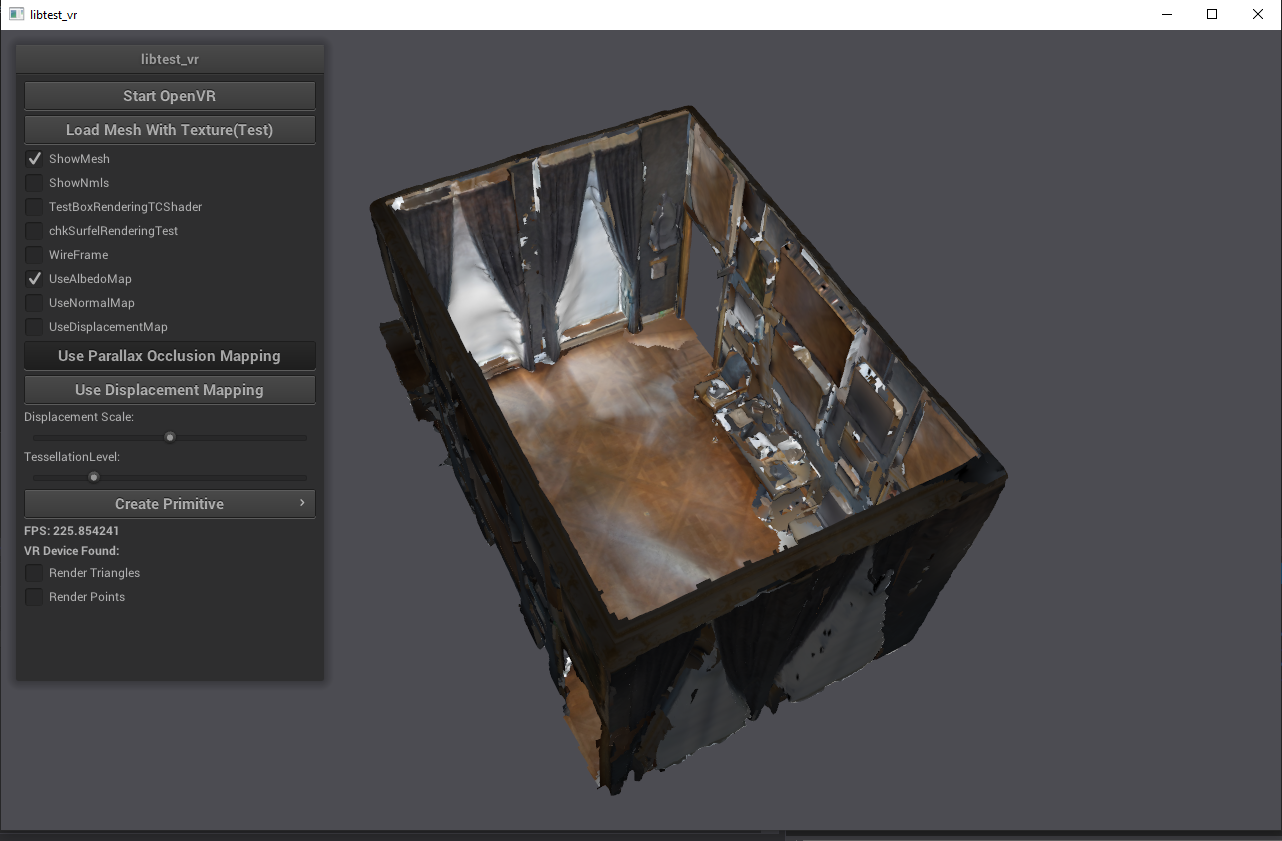 libtest_vr
libtest_vr
Start OpenVR
Load Mesh With Texture(Test)
ShowMesh
ShowNmls
TestBoxRenderingTCShader
chkSurfelRenderingTest
WireFrame
UseAlbedoMap
UseNormalMap
UseDisplacementMap
Use Parallax Occlusion Mapping
Use Displacement Mapping
Displacement Scale:
TessellationLevel:
Create Primitive
FPS: 225.854241
VR Device Found:
Render Triangles
Render Points